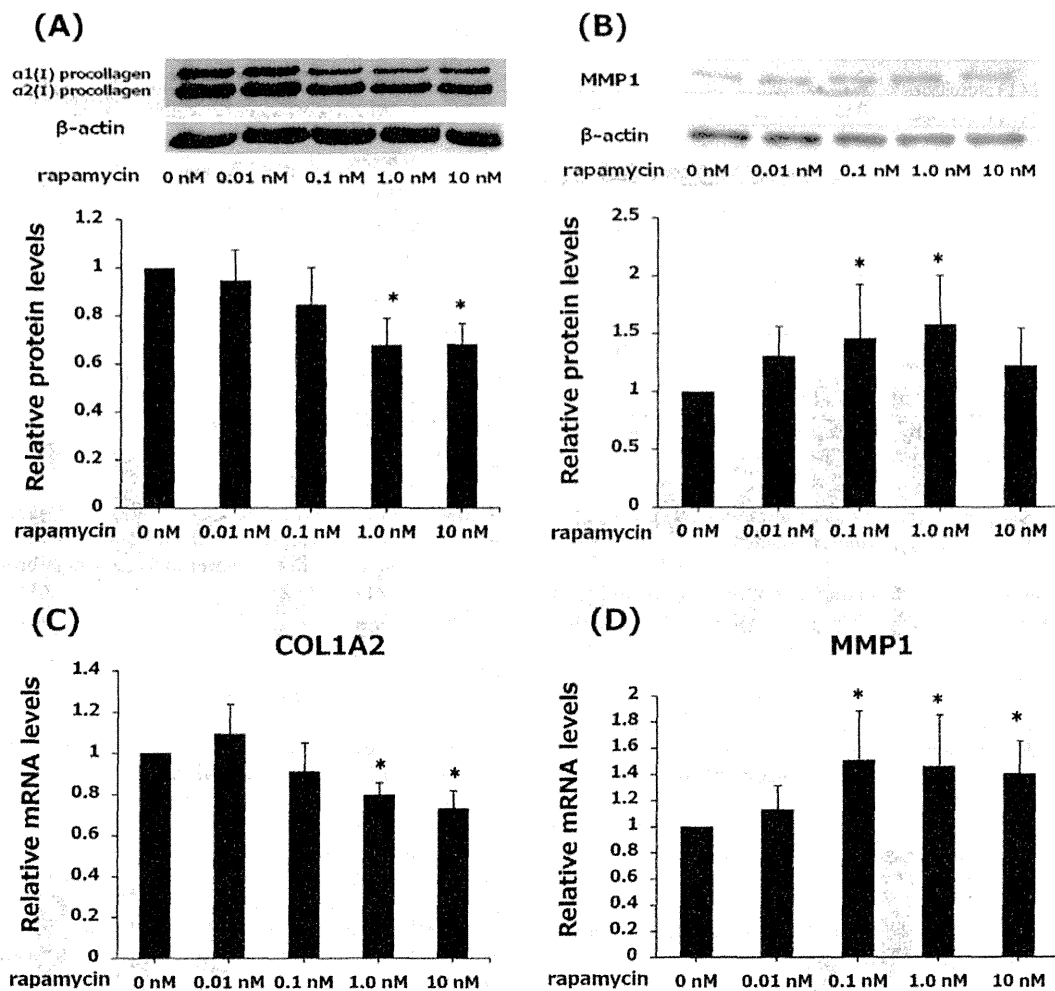 (A)
α1(I) procollagen
α2(I) procollagen
β-actin
rapamycin 0 nM 0.01 nM 0.1 nM 1.0 nM 10 nM
Relative protein levels
1.2
1
0.8
0.6
0.4
0.2
0
* *
rapamycin 0 nM 0.01 nM 0.1 nM 1.0 nM 10 nM
(B)
MMP1
β-actin
rapamycin 0 nM 0.01 nM 0.1 nM 1.0 nM 10 nM
Relative protein levels
2.5
2
1.5
1
0.5
0
* *
rapamycin 0 nM 0.01 nM 0.1 nM 1.0 nM 10 nM
(C)
COL1A2
Relative mRNA levels
1.4
1.2
1
0.8
0.6
0.4
0.2
0
* *
rapamycin 0 nM 0.01 nM 0.1 nM 1.0 nM 10 nM
(D)
MMP1
Relative mRNA levels
2
1.8
1.6
1.4
1.2
1
0.8
0.6
0.4
0.2
0
* * *
rapamycin 0 nM 0.01 nM 0.1 nM 1.0 nM 10 nM